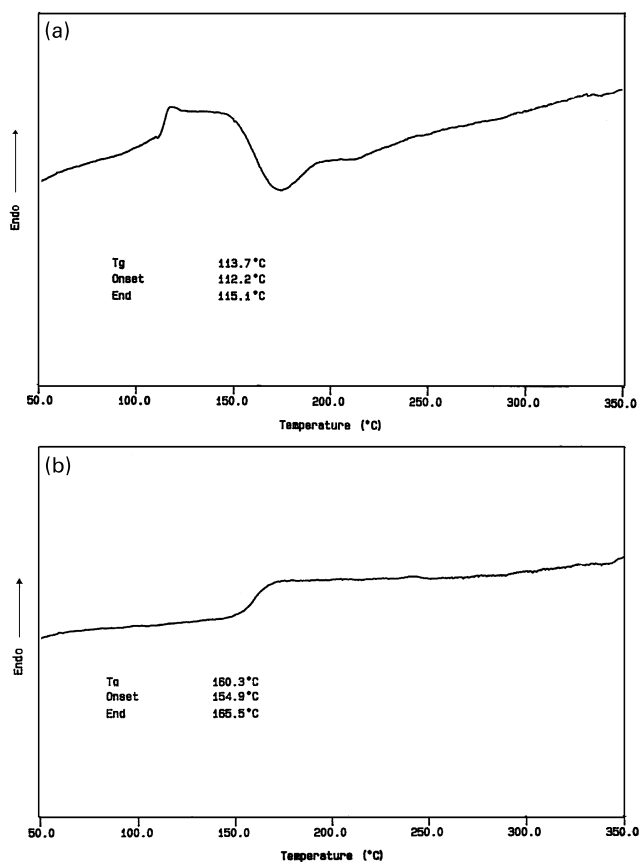 (a)
Endo
Tg 113.7°C
Onset 112.2°C
End 115.1°C
50.0 100.0 150.0 200.0 250.0 300.0 350.0
Temperature (°C)
(b)
Endo
Tg 160.3°C
Onset 154.9°C
End 165.5°C
50.0 100.0 150.0 200.0 250.0 300.0 350.0
Temperature (°C)